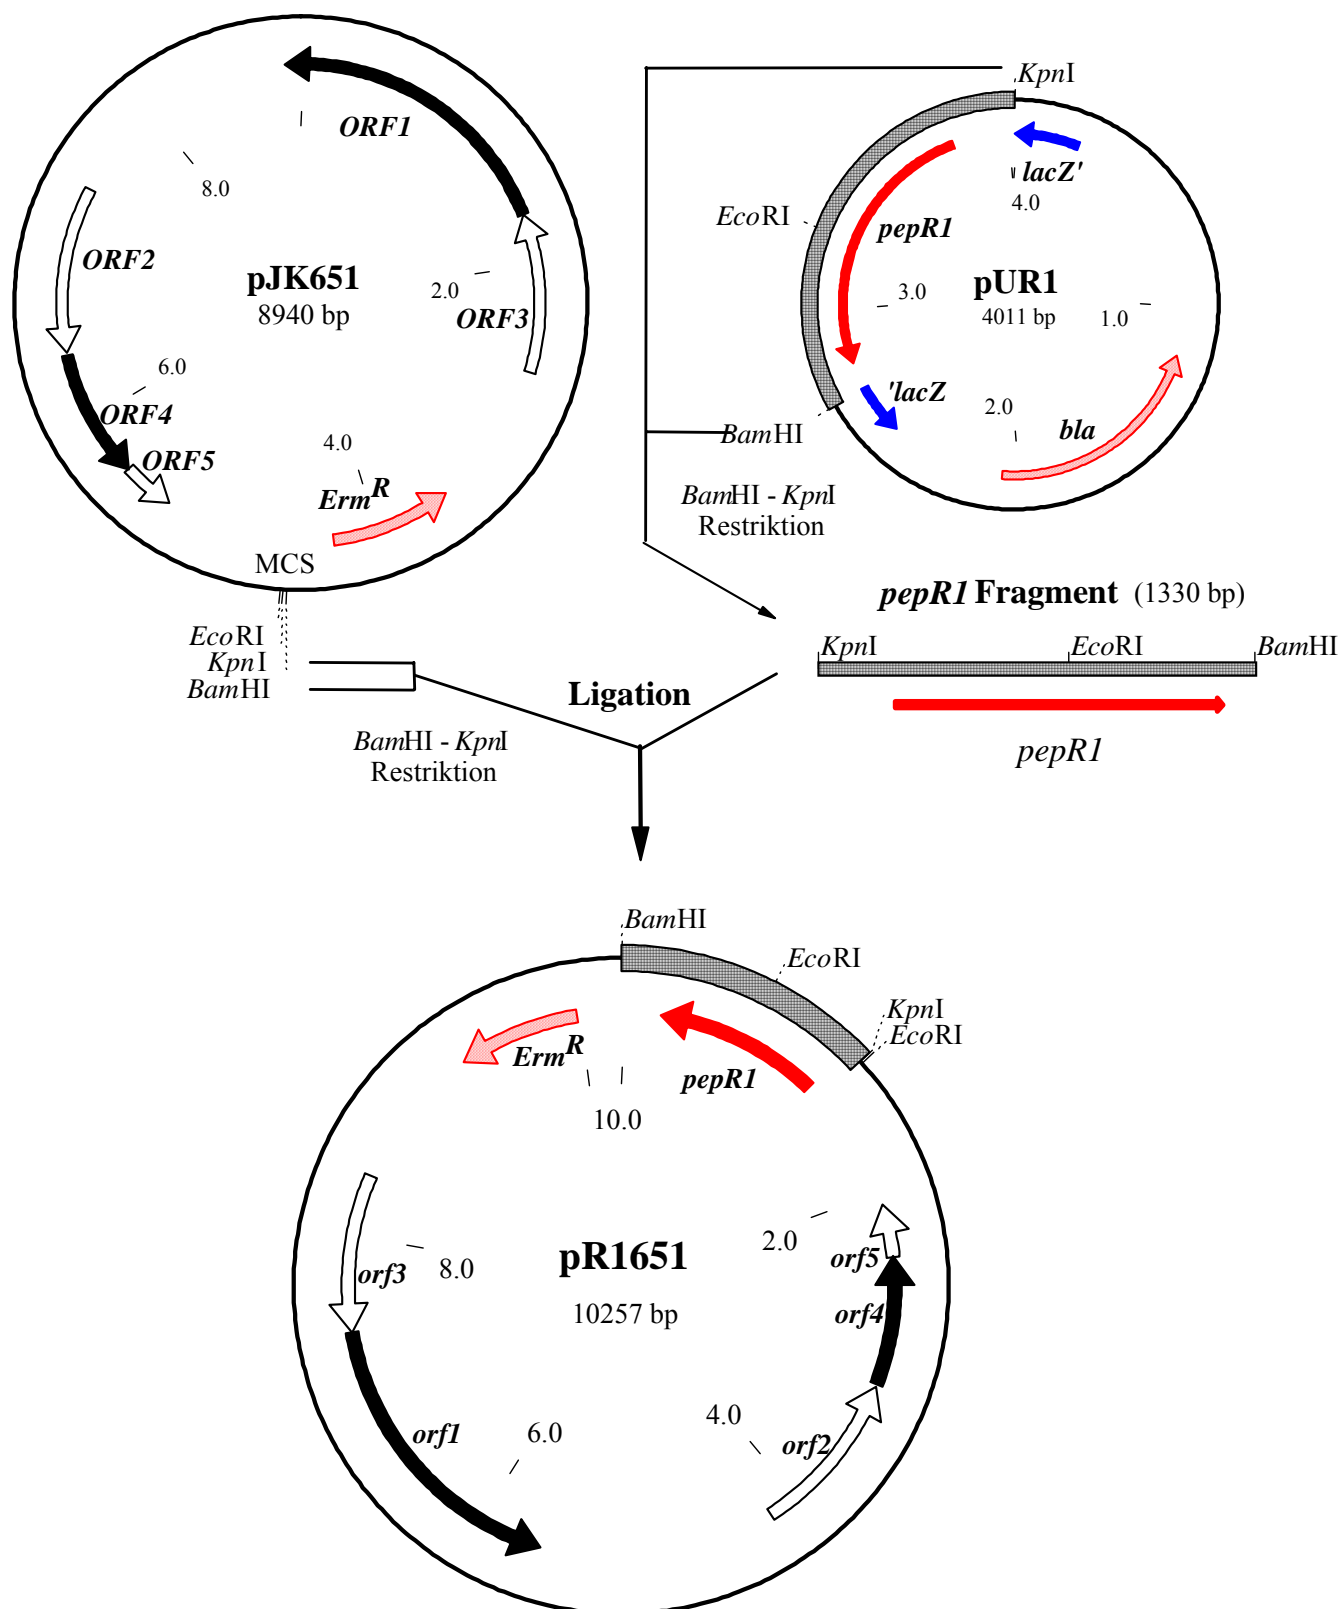 ORF1
8.0
ORF2
pJK651
8940 bp
2.0
ORF3
6.0
ORF4
ORF5
4.0
Erm^R
MCS
EcoRI
KpnI
BamHI
BamHI - KpnI
Restriktion
KpnI
lacZ'
4.0
EcoRI
pepR1
3.0
pUR1
4011 bp
1.0
'lacZ
2.0
bla
BamHI
BamHI - KpnI
Restriktion
pepR1 Fragment (1330 bp)
KpnI
EcoRI
BamHI
pepR1
Ligation
BamHI
EcoRI
KpnI
EcoRI
Erm^R
pepR1
10.0
2.0
orf5
orf3
8.0
pR1651
10257 bp
orf4
4.0
orf2
orf1
6.0